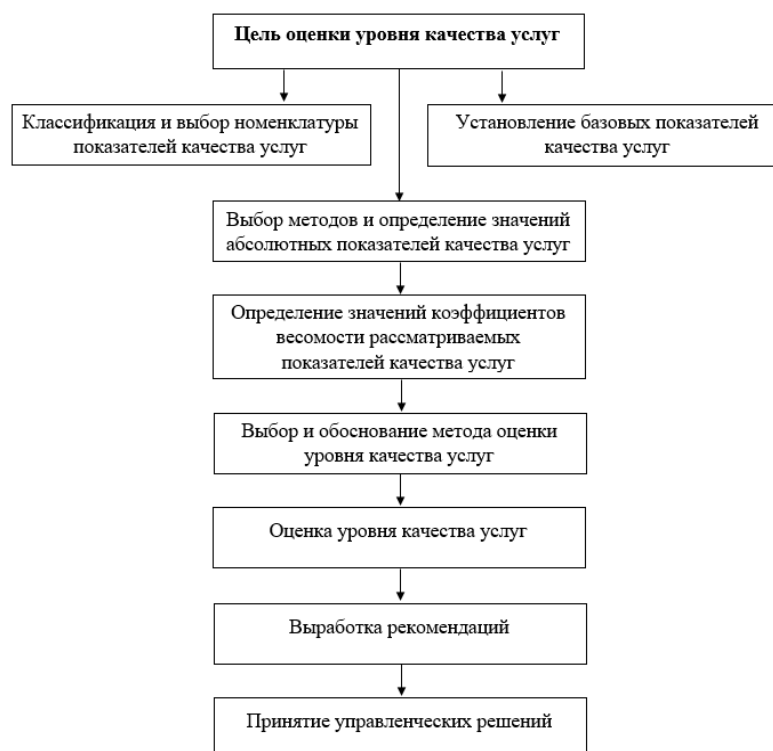 Цель оценки уровня качества услуг
Классификация и выбор номенклатуры
показателей качества услуг
Установление базовых показателей
качества услуг
Выбор методов и определение значений
абсолютных показателей качества услуг
Определение значений коэффициентов
весомости рассматриваемых
показателей качества услуг
Выбор и обоснование метода оценки
уровня качества услуг
Оценка уровня качества услуг
Выработка рекомендаций
Принятие управленческих решений